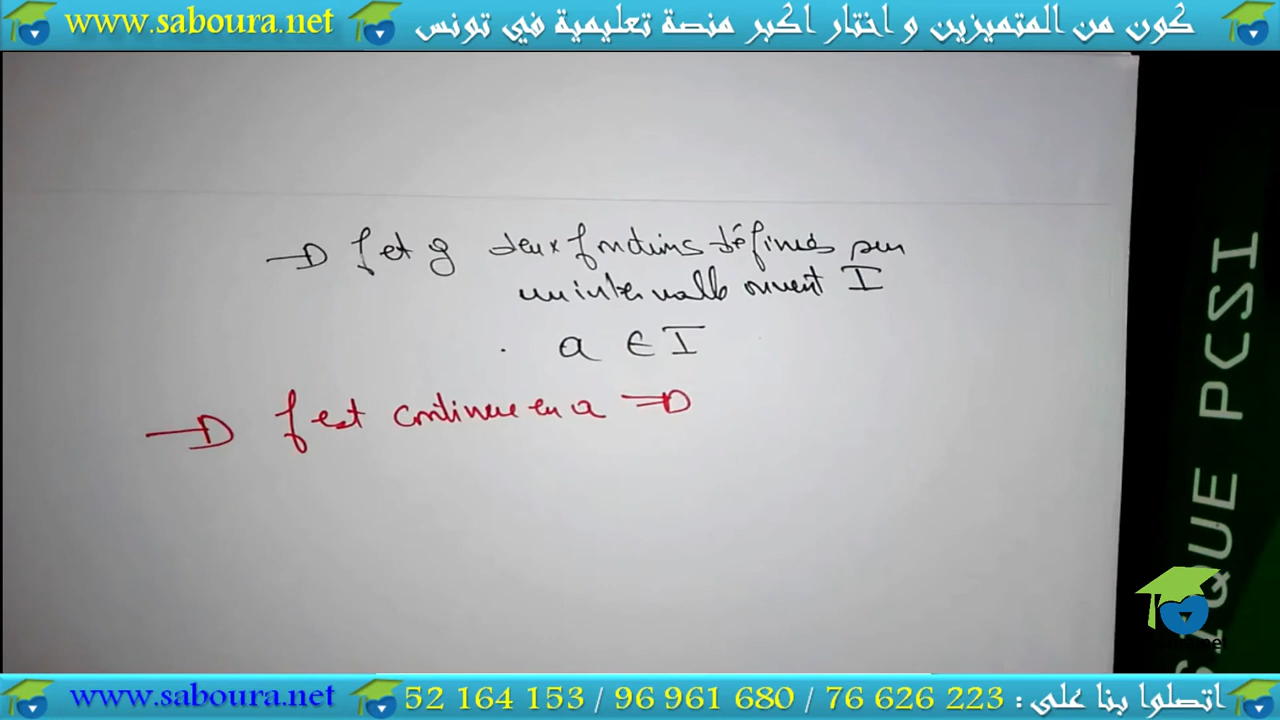 www.saboura.net كون من المتميزين و اختار اكبر منصة تعليمية في تونس
→ f et g deux fonctions définies sur
un intervalle ouvert I
a ∈ I
→ f est continue en a ⇒
SIQUE PCSI
www.saboura.net 52 164 153 / 96 961 680 / 76 626 223 : اتصلوا بنا على